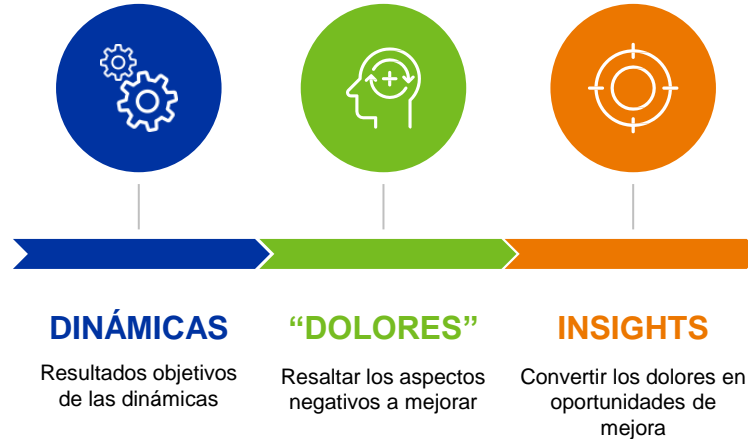 DINÁMICAS
Resultados objetivos
de las dinámicas
“DOLORES”
Resaltar los aspectos
negativos a mejorar
INSIGHTS
Convertir los dolores en
oportunidades de
mejora